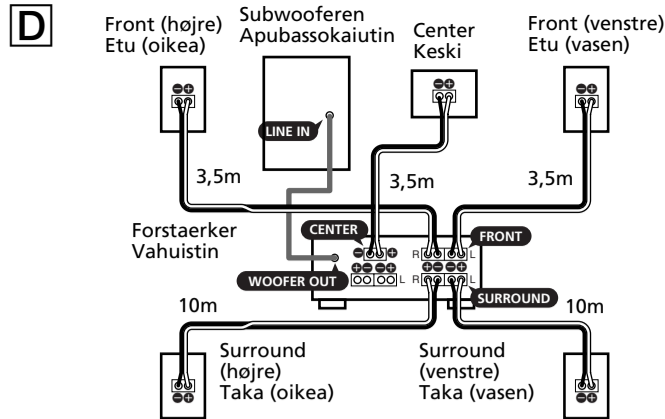 D
Front (højre)
Etu (oikea)
Subwooferen
Apubassokaiutin
Center
Keski
Front (venstre)
Etu (vasen)
LINE IN
3,5m
3,5m
3,5m
Forstaerker
Vahuistin
CENTER
FRONT
R
L
WOOFER OUT
L
R
L
SURROUND
10m
10m
Surround
(højre)
Taka (oikea)
Surround
(venstre)
Taka (vasen)